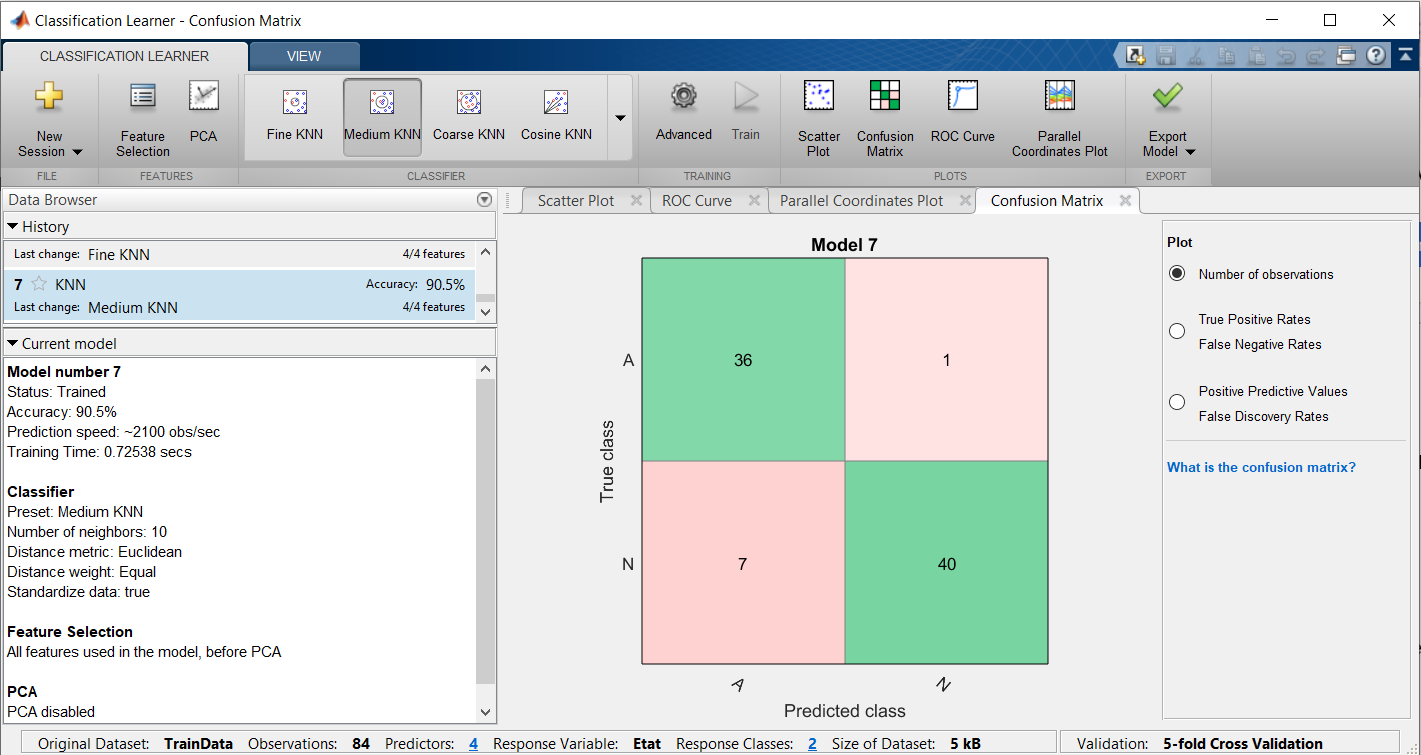 Classification Learner - Confusion Matrix
CLASSIFICATION LEARNER VIEW
New Session
Feature Selection
PCA
Fine KNN
Medium KNN
Coarse KNN
Cosine KNN
Advanced
Train
Scatter Plot
Confusion Matrix
ROC Curve
Parallel Coordinates Plot
Export Model
FILE FEATURES CLASSIFIER TRAINING PLOTS EXPORT
Data Browser
History
Last change: Fine KNN 4/4 features
7 KNN Accuracy: 90.5%
Last change: Medium KNN 4/4 features
Current model
Model number 7
Status: Trained
Accuracy: 90.5%
Prediction speed: ~2100 obs/sec
Training Time: 0.72538 secs
Classifier
Preset: Medium KNN
Number of neighbors: 10
Distance metric: Euclidean
Distance weight: Equal
Standardize data: true
Feature Selection
All features used in the model, before PCA
PCA
PCA disabled
Scatter Plot ROC Curve Parallel Coordinates Plot Confusion Matrix
Model 7
True class
A 36 1
N 7 40
A N
Predicted class
Plot
Number of observations
True Positive Rates
False Negative Rates
Positive Predictive Values
False Discovery Rates
What is the confusion matrix?
Original Dataset: TrainData Observations: 84 Predictors: 4 Response Variable: Etat Response Classes: 2 Size of Dataset: 5 kB Validation: 5-fold Cross Validation